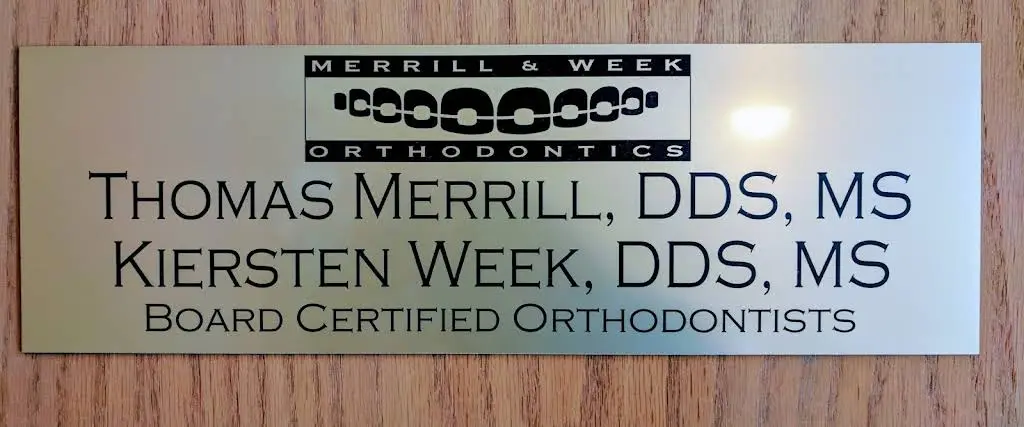 MERRILL & WEEK
ORTHODONTICS
THOMAS MERRILL, DDS, MS
KIERSTEN WEEK, DDS, MS
BOARD CERTIFIED ORTHODONTISTS